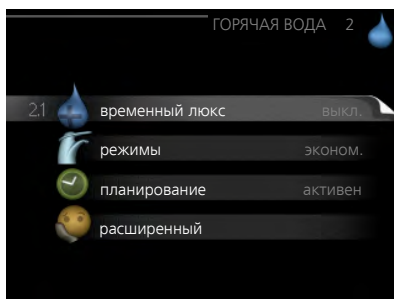 ГОРЯЧАЯ ВОДА 2
2.1 временный люкс выкл.
режимы эконом.
планирование активен
расширенный